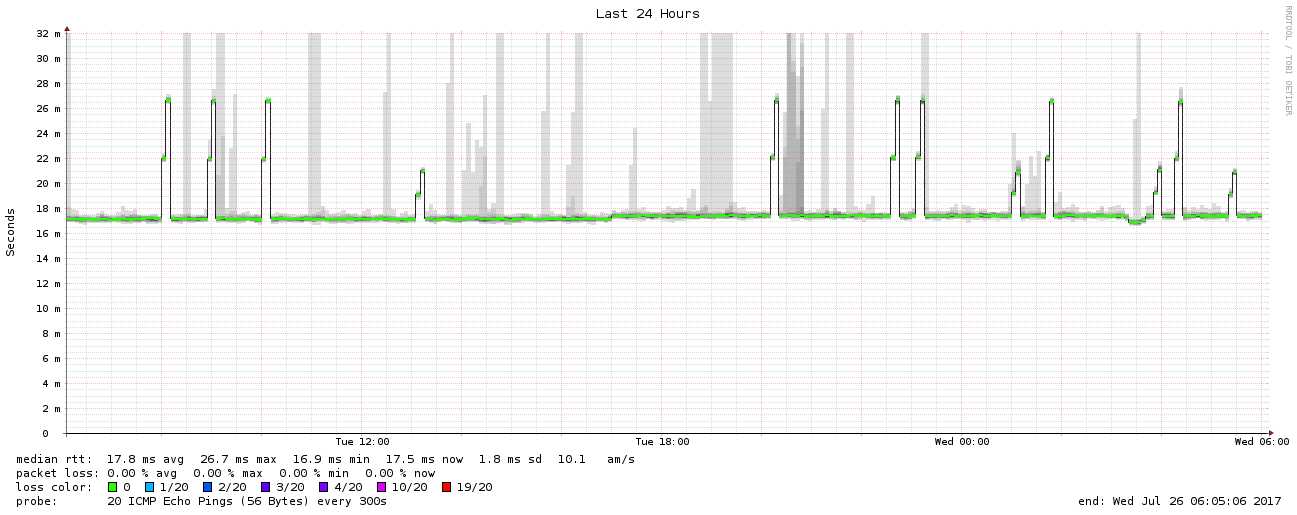 Last 24 Hours
RRDTOOL / TOBI OETIKER
Seconds
32 m
30 m
28 m
26 m
24 m
22 m
20 m
18 m
16 m
14 m
12 m
10 m
8 m
6 m
4 m
2 m
0
Tue 12:00 Tue 18:00 Wed 00:00 Wed 06:00
median rtt: 17.8 ms avg 26.7 ms max 16.9 ms min 17.5 ms now 1.8 ms sd 10.1 am/s
packet loss: 0.00 % avg 0.00 % max 0.00 % min 0.00 % now
loss color: 0 1/20 2/20 3/20 4/20 10/20 19/20
probe: 20 ICMP Echo Pings (56 Bytes) every 300s end: Wed Jul 26 06:05:06 2017